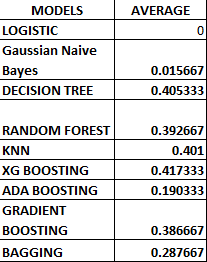 MODELS AVERAGE
LOGISTIC 0
Gaussian Naive
Bayes 0.015667
DECISION TREE 0.405333
RANDOM FOREST 0.392667
KNN 0.401
XG BOOSTING 0.417333
ADA BOOSTING 0.190333
GRADIENT
BOOSTING 0.386667
BAGGING 0.287667